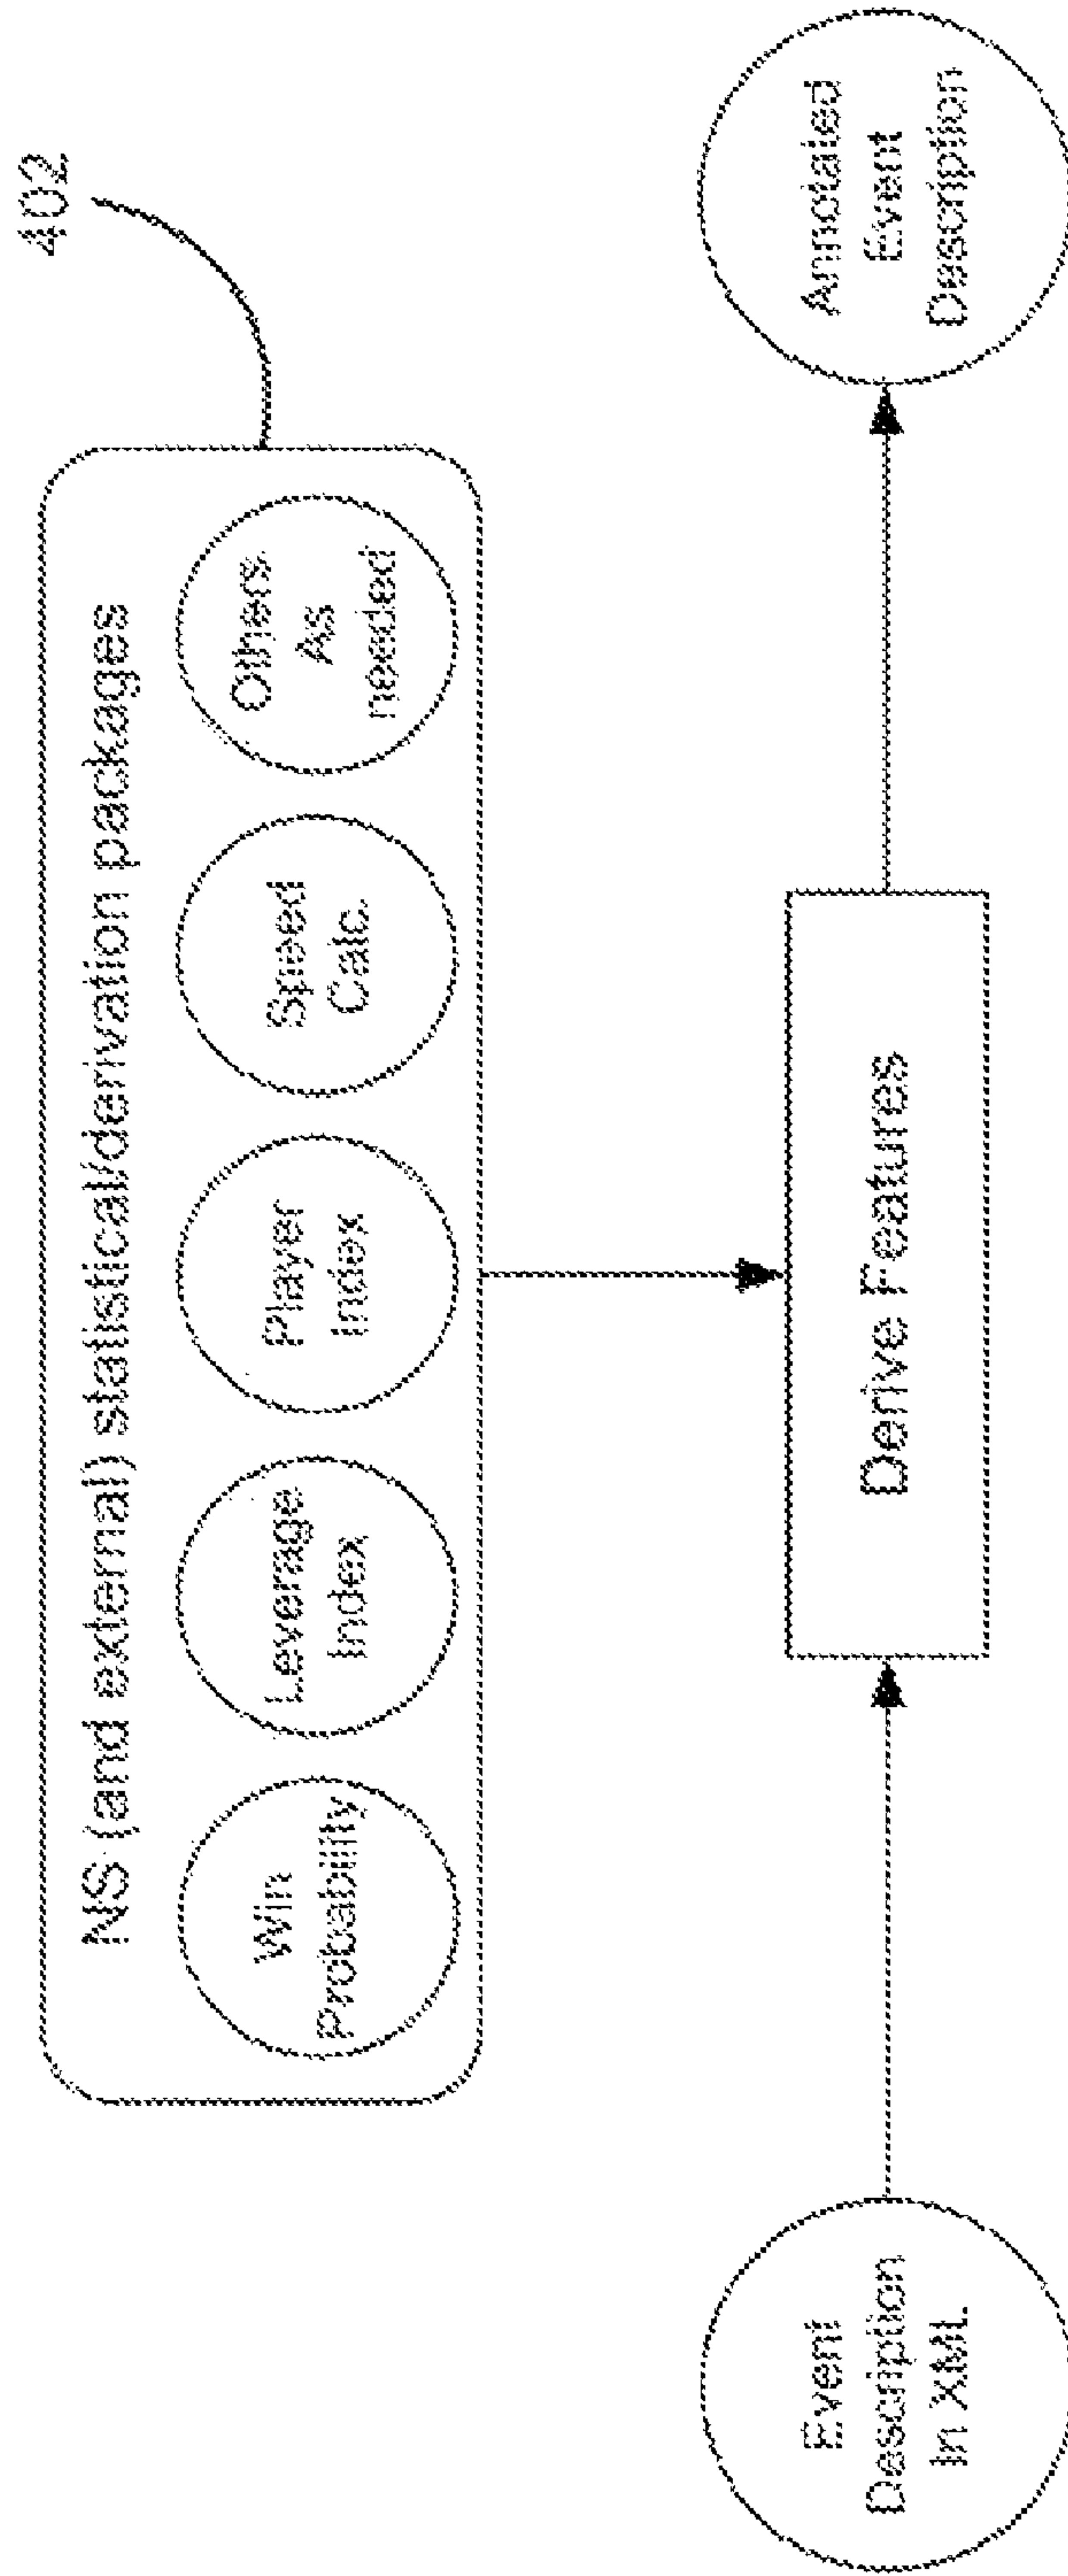 402
NS (and external) statistical/derivation packages
Win
Probability
Leverage
Index
Player
Index
Speed
Calc.
Others
As
needed
Event
Description
In XML
Derive Features
Annotated
Event
Description